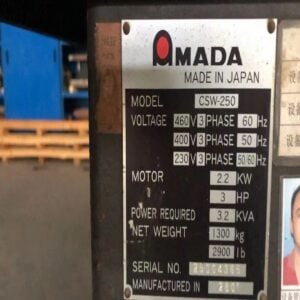 AMADA
MADE IN JAPAN
MODEL CSW-250
VOLTAGE 460 V 3 PHASE 60 Hz
400 V 3 PHASE 50 Hz
230 V 3 PHASE 50/60 Hz
MOTOR 2.2 KW
3 HP
POWER REQUIRED 3.2 KVA
NET WEIGHT 1300 kg
2900 lb
SERIAL NO.
MANUFACTURED IN 2001